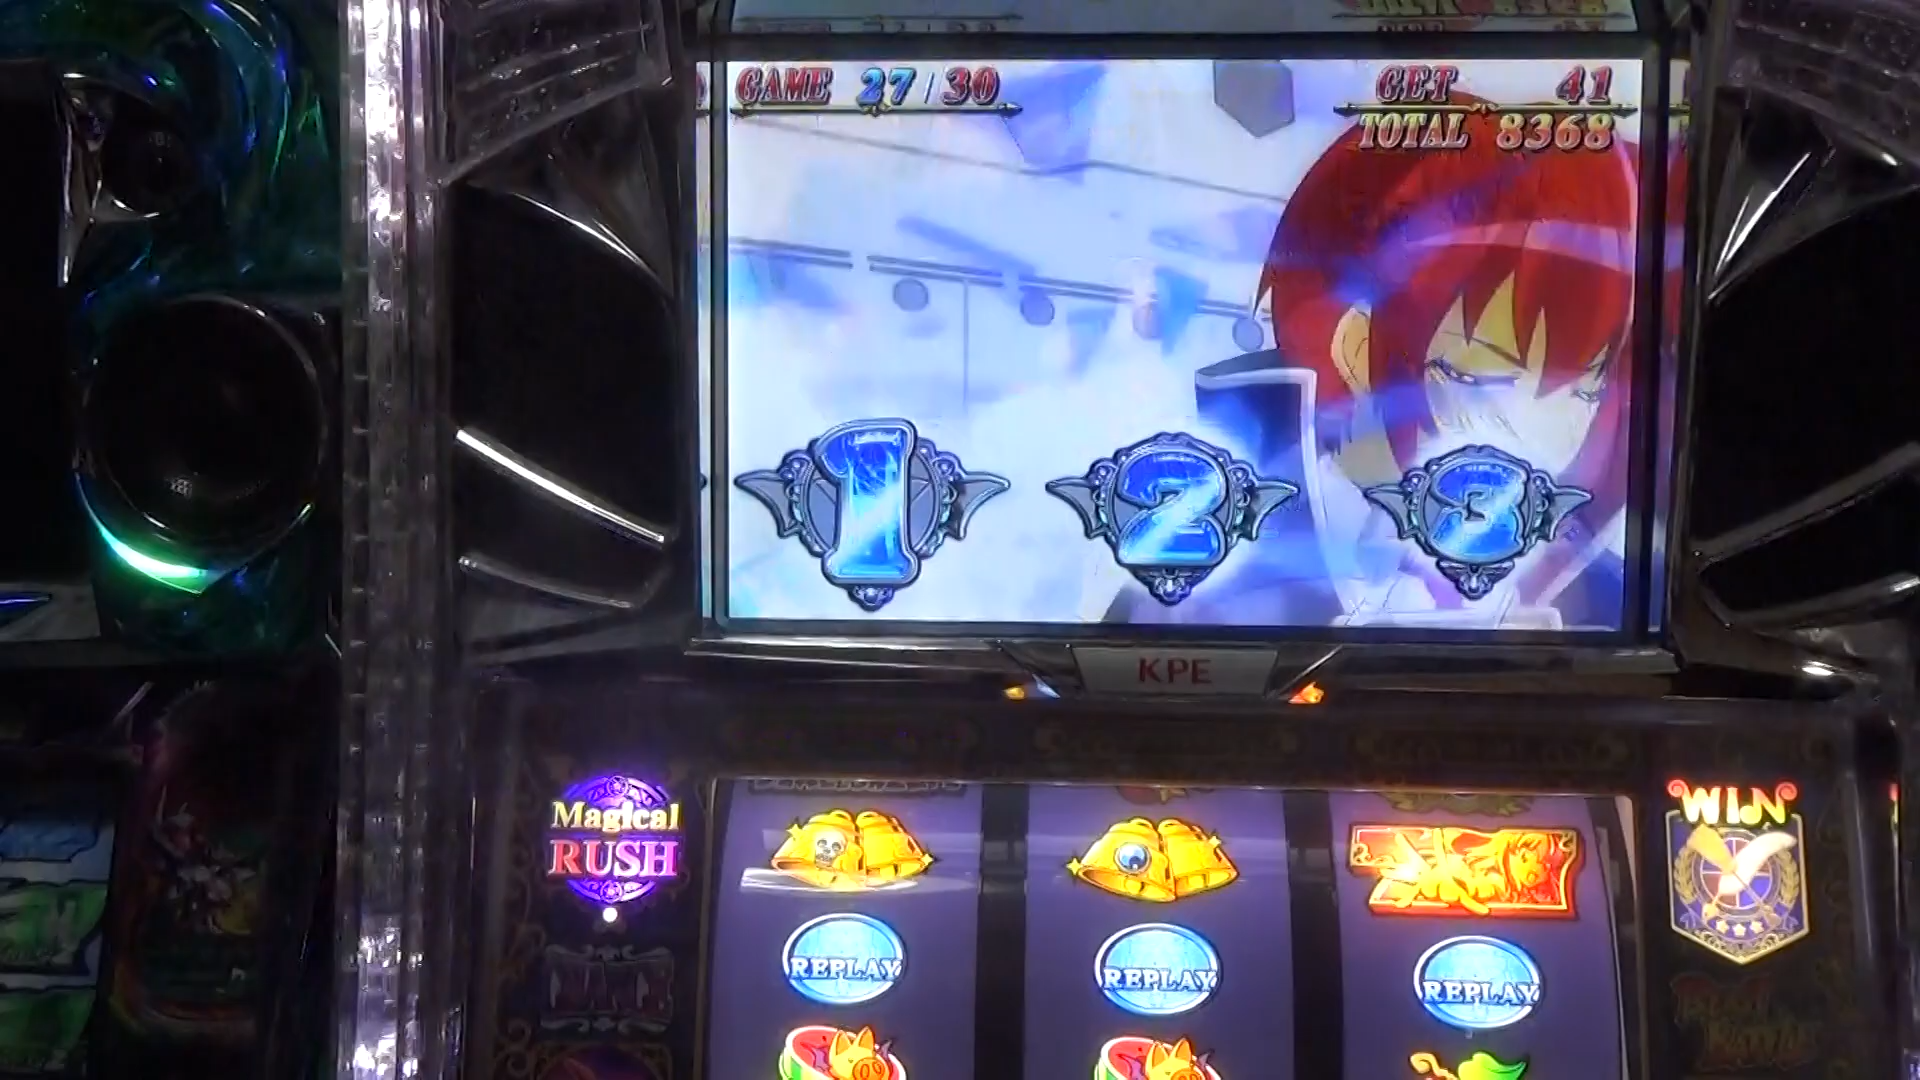 GAME 27/30
GET 41
TOTAL 8368
1 2 3
KPE
Magical
RUSH
WIN
REPLAY REPLAY REPLAY